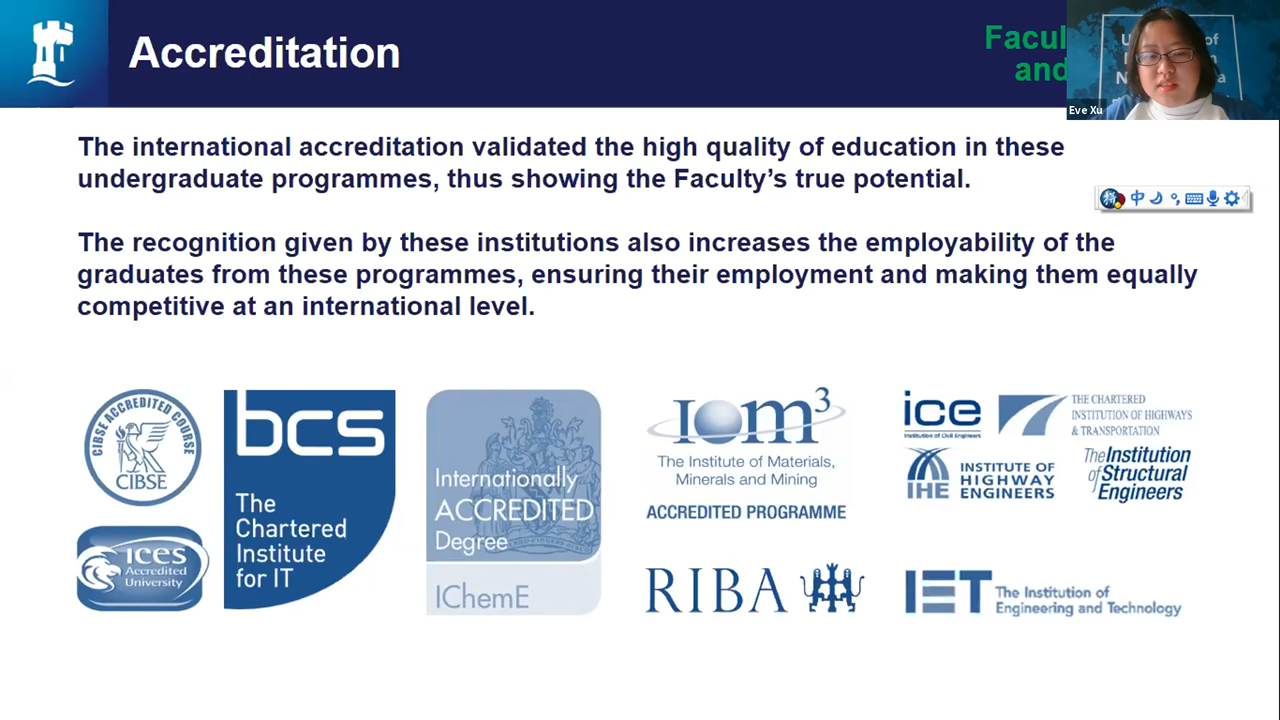 Accreditation
Facul
and
U of
n
N a
Eve Xu
The international accreditation validated the high quality of education in these
undergraduate programmes, thus showing the Faculty's true potential.
中
The recognition given by these institutions also increases the employability of the
graduates from these programmes, ensuring their employment and making them equally
competitive at an international level.
CIBSE ACCREDITED COURSE
CIBSE
ICES
Accredited
University
bcs
The
Chartered
Institute
for IT
Internationally
ACCREDITED
Degree
IChemE
IOM3
The Institute of Materials,
Minerals and Mining
ACCREDITED PROGRAMME
RIBA
ice
Institution of Civil Engineers
THE CHARTERED
INSTITUTION OF HIGHWAYS
& TRANSPORTATION
IHE
INSTITUTE OF
HIGHWAY
ENGINEERS
The Institution
of Structural
Engineers
IET
The Institution of
Engineering and Technology